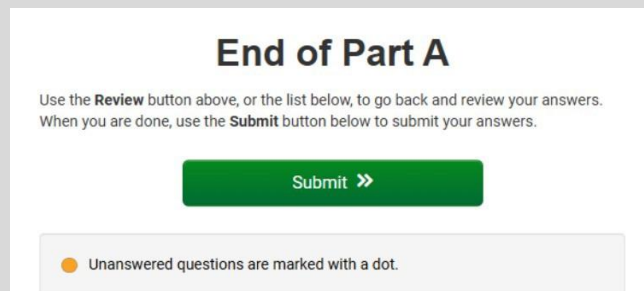 End of Part A
Use the Review button above, or the list below, to go back and review your answers.
When you are done, use the Submit button below to submit your answers.
Submit »
Unanswered questions are marked with a dot.